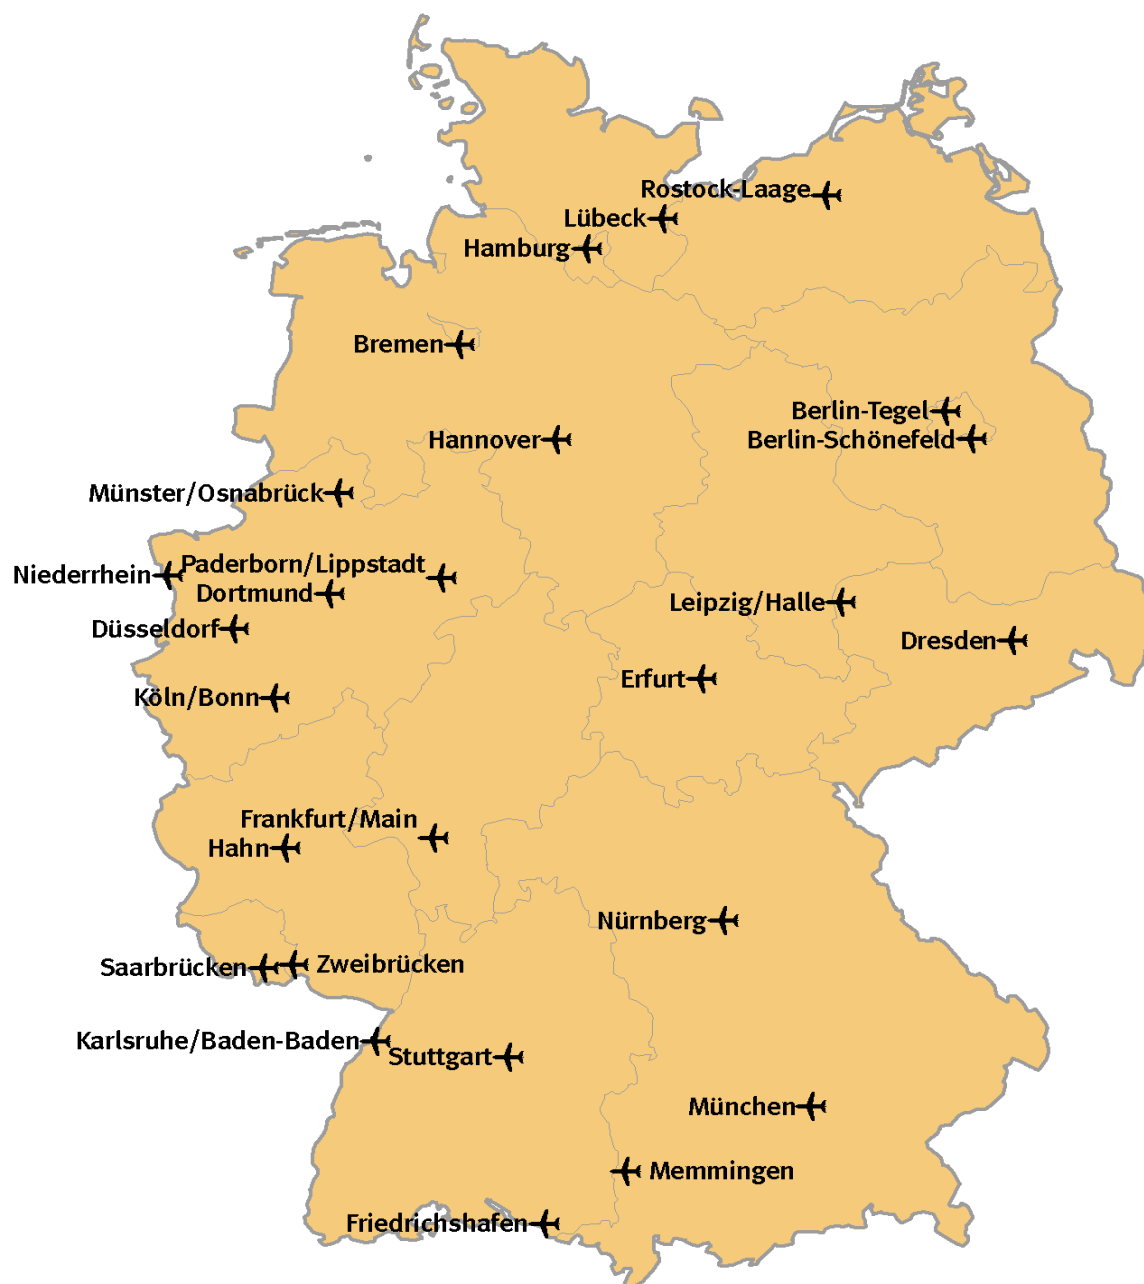 Rostock-Laage
Lübeck
Hamburg
Bremen
Berlin-Tegel
Hannover
Berlin-Schönefeld
Münster/Osnabrück
Paderborn/Lippstadt
Niederrhein
Dortmund
Leipzig/Halle
Düsseldorf
Dresden
Erfurt
Köln/Bonn
Frankfurt/Main
Hahn
Nürnberg
Saarbrücken
Zweibrücken
Karlsruhe/Baden-Baden
Stuttgart
München
Memmingen
Friedrichshafen